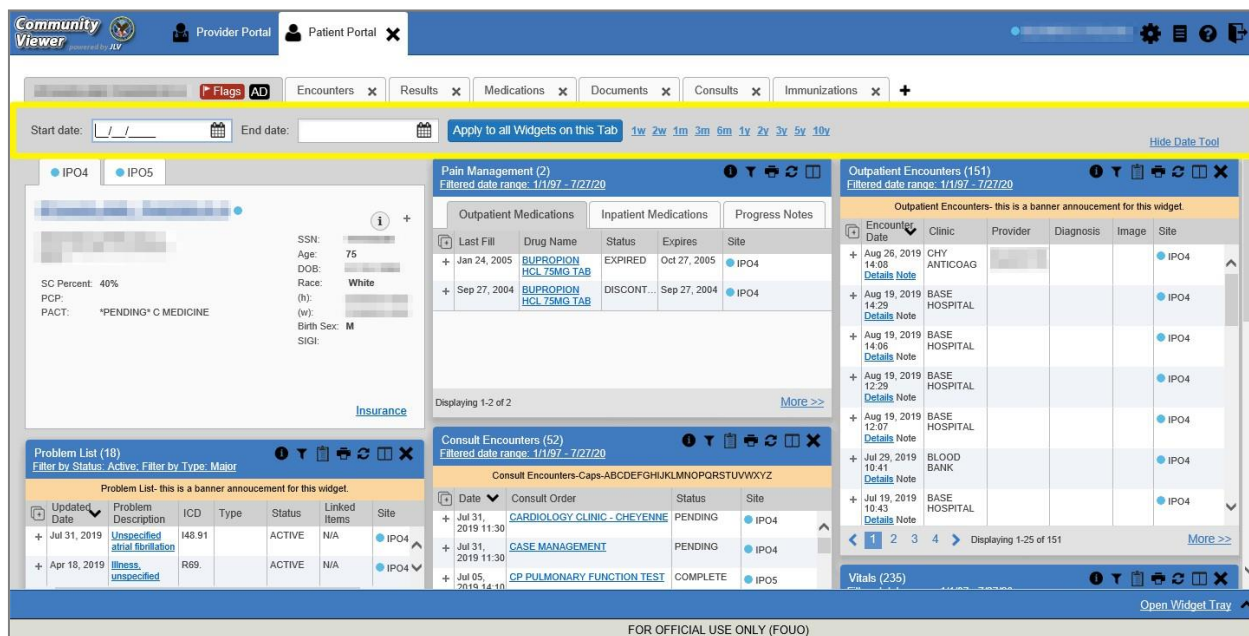 Community
Viewer powered by JLV
Provider Portal
Patient Portal
Flags AD Encounters x Results x Medications x Documents x Consults x Immunizations x +
Start date: _/_/____ End date: Apply to all Widgets on this Tab 1w 2w 1m 3m 6m 1y 2y 3y 5y 10y
Hide Date Tool
IPO4 IPO5
SSN:
Age: 75
DOB:
SC Percent: 40% Race: White
PCP: (h):
PACT: *PENDING* C MEDICINE (w):
Birth Sex: M
SIGI:
Insurance
Problem List (18)
Filter by Status: Active; Filter by Type: Major
Problem List- this is a banner annoucement for this widget.
Updated Date Problem Description ICD Type Status Linked Items Site
+ Jul 31, 2019 Unspecified atrial fibrillation I48.91 ACTIVE N/A IPO4
+ Apr 18, 2019 Illness, unspecified R69. ACTIVE N/A IPO4
Pain Management (2)
Filtered date range: 1/1/97 - 7/27/20
Outpatient Medications Inpatient Medications Progress Notes
Last Fill Drug Name Status Expires Site
+ Jan 24, 2005 BUPROPION HCL 75MG TAB EXPIRED Oct 27, 2005 IPO4
+ Sep 27, 2004 BUPROPION HCL 75MG TAB DISCONT... Sep 27, 2004 IPO4
Displaying 1-2 of 2 More >>
Consult Encounters (52)
Filtered date range: 1/1/97 - 7/27/20
Consult Encounters-Caps-ABCDEFGHIJKLMNOPQRSTUVWXYZ
Date Consult Order Status Site
+ Jul 31, 2019 11:30 CARDIOLOGY CLINIC - CHEYENNE PENDING IPO4
+ Jul 31, 2019 11:30 CASE MANAGEMENT PENDING IPO4
+ Jul 05, 2019 14:10 CP PULMONARY FUNCTION TEST COMPLETE IPO5
Outpatient Encounters (151)
Filtered date range: 1/1/97 - 7/27/20
Outpatient Encounters- this is a banner annoucement for this widget.
Encounter Date Clinic Provider Diagnosis Image Site
+ Aug 26, 2019 14:08 Details Note CHY ANTICOAG IPO4
+ Aug 19, 2019 14:29 Details Note BASE HOSPITAL IPO4
+ Aug 19, 2019 14:06 Details Note BASE HOSPITAL IPO4
+ Aug 19, 2019 12:29 Details Note BASE HOSPITAL IPO4
+ Aug 19, 2019 12:07 Details Note BASE HOSPITAL IPO4
+ Jul 29, 2019 10:41 Details Note BLOOD BANK IPO4
+ Jul 19, 2019 10:43 Details Note BASE HOSPITAL IPO4
1 2 3 4 Displaying 1-25 of 151 More >>
Vitals (235)
Open Widget Tray
FOR OFFICIAL USE ONLY (FOUO)